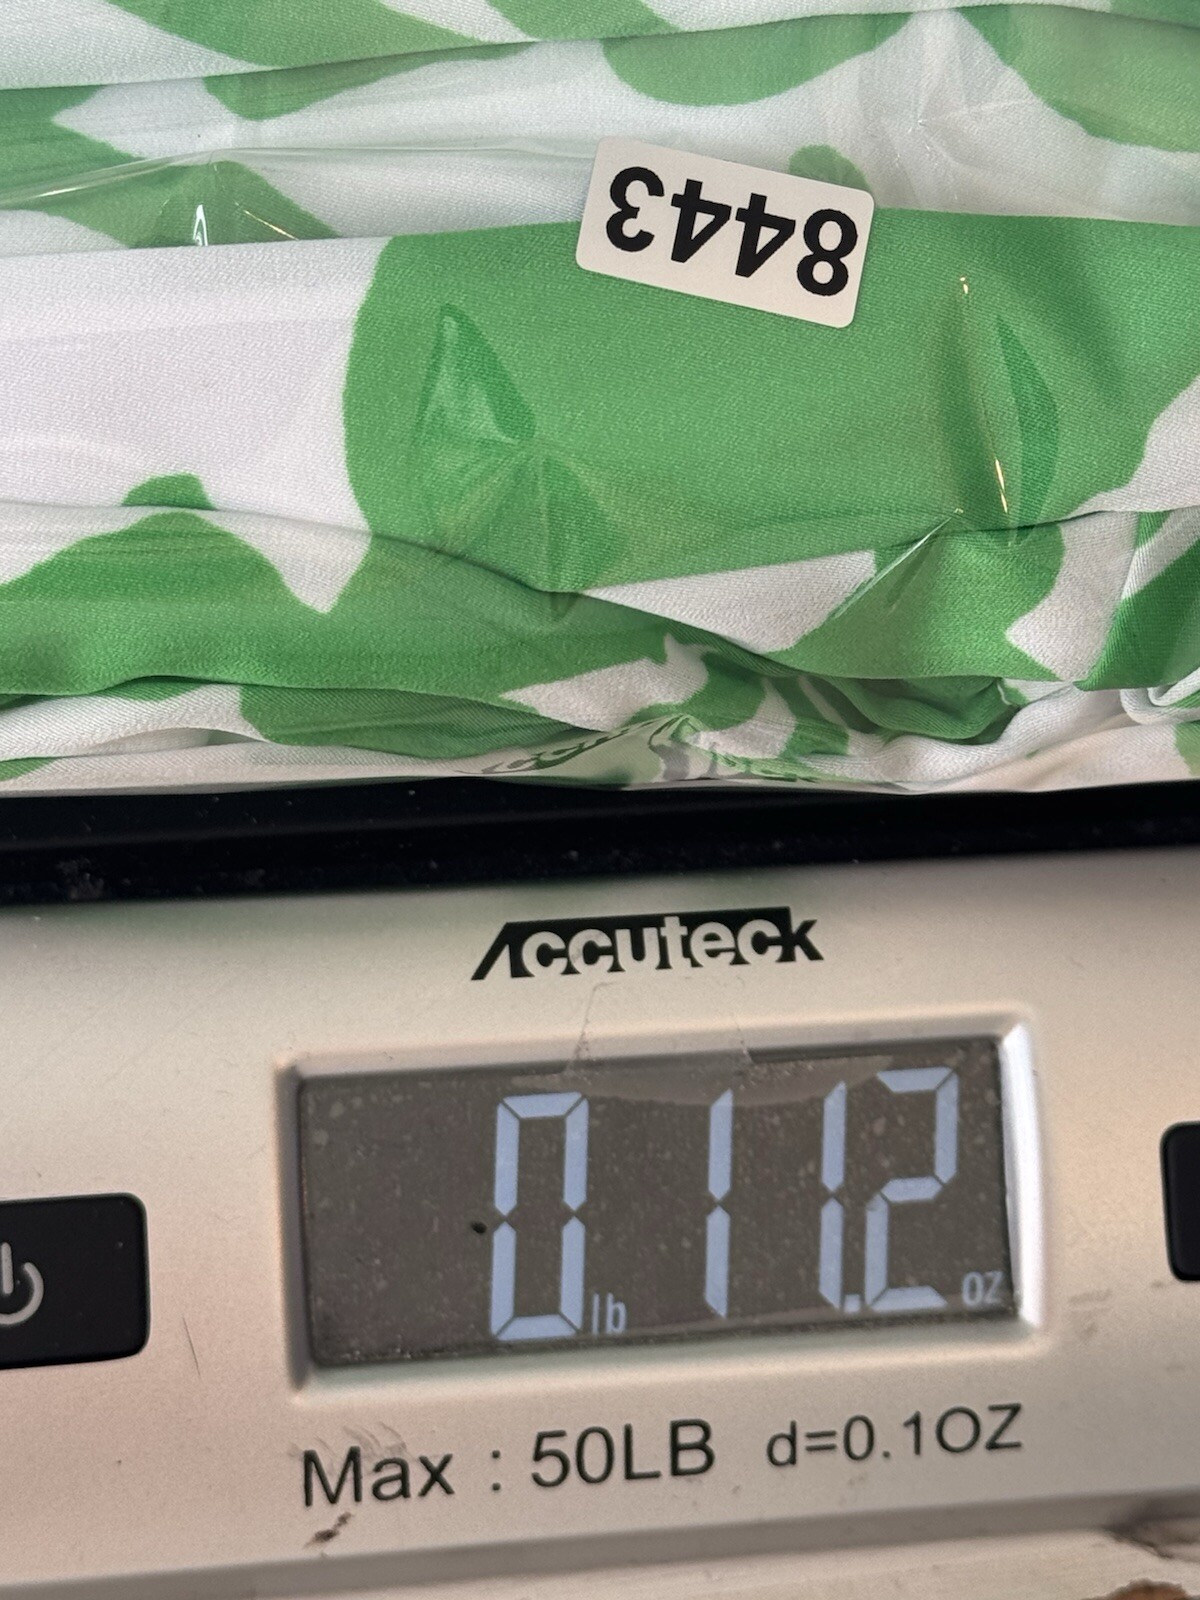 8443
Accuteck
0 lb 11.2 oz
Max : 50LB d=0.1OZ